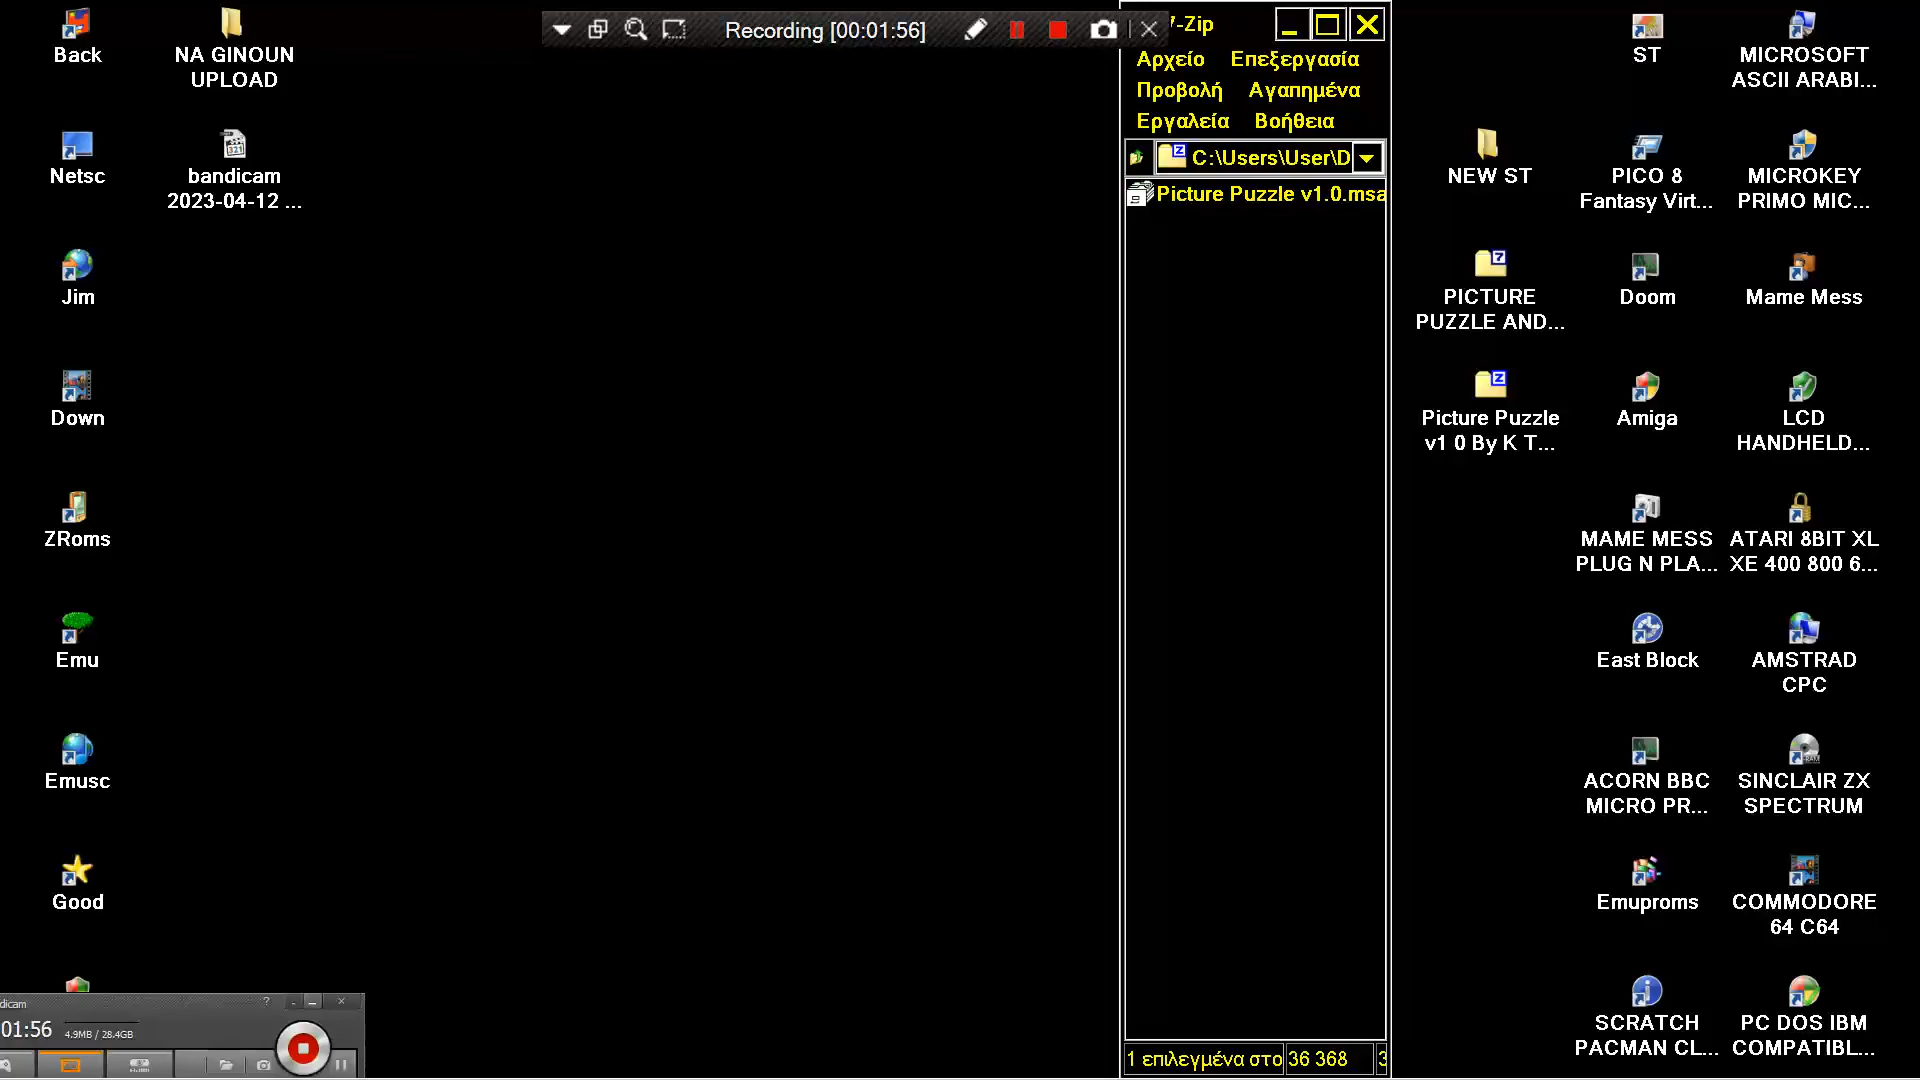 Back
NA GINOUN
UPLOAD
Netsc
bandicam
2023-04-12 ...
Jim
Down
ZRoms
Emu
Emusc
Good
Recording [00:01:56]
7-Zip
Αρχείο Επεξεργασία
Προβολή Αγαπημένα
Εργαλεία Βοήθεια
C:\Users\User\D
Picture Puzzle v1.0.msa
1 επιλεγμένα στο 36 368 3
NEW ST
PICTURE
PUZZLE AND...
Picture Puzzle
v1 0 By K T...
ST
PICO 8
Fantasy Virt...
Doom
Amiga
MAME MESS
PLUG N PLA...
East Block
ACORN BBC
MICRO PR...
Emuproms
SCRATCH
PACMAN CL...
MICROSOFT
ASCII ARABI...
MICROKEY
PRIMO MIC...
Mame Mess
LCD
HANDHELD...
ATARI 8BIT XL
XE 400 800 6...
AMSTRAD
CPC
SINCLAIR ZX
SPECTRUM
COMMODORE
64 C64
PC DOS IBM
COMPATIBL...
dicam
01:56 4.9MB / 28.4GB